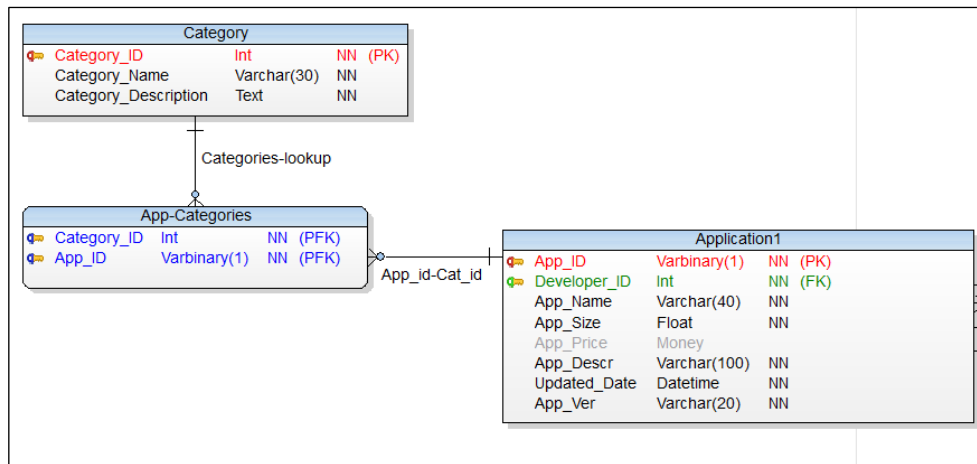 Category
Category_ID Int NN (PK)
Category_Name Varchar(30) NN
Category_Description Text NN
Categories-lookup
App-Categories
Category_ID Int NN (PFK)
App_ID Varbinary(1) NN (PFK)
App_id-Cat_id
Application1
App_ID Varbinary(1) NN (PK)
Developer_ID Int NN (FK)
App_Name Varchar(40) NN
App_Size Float NN
App_Price Money
App_Descr Varchar(100) NN
Updated_Date Datetime NN
App_Ver Varchar(20) NN